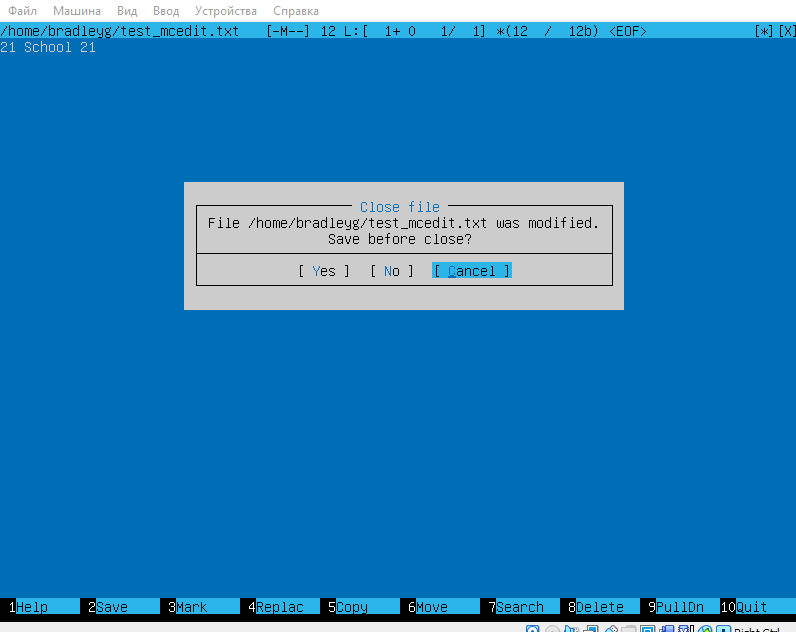 Файл Машина Вид Ввод Устройства Справка
/home/bradleyg/test_mcedit.txt [-M--] 12 L:[ 1+ 0 1/ 1] *(12 / 12b) <EOF> [*][X]
21 School 21
Close file
File /home/bradleyg/test_mcedit.txt was modified.
Save before close?
[ Yes ] [ No ] [ Cancel ]
1Help 2Save 3Mark 4Replac 5Copy 6Move 7Search 8Delete 9PullDn 10Quit
Right Ctrl